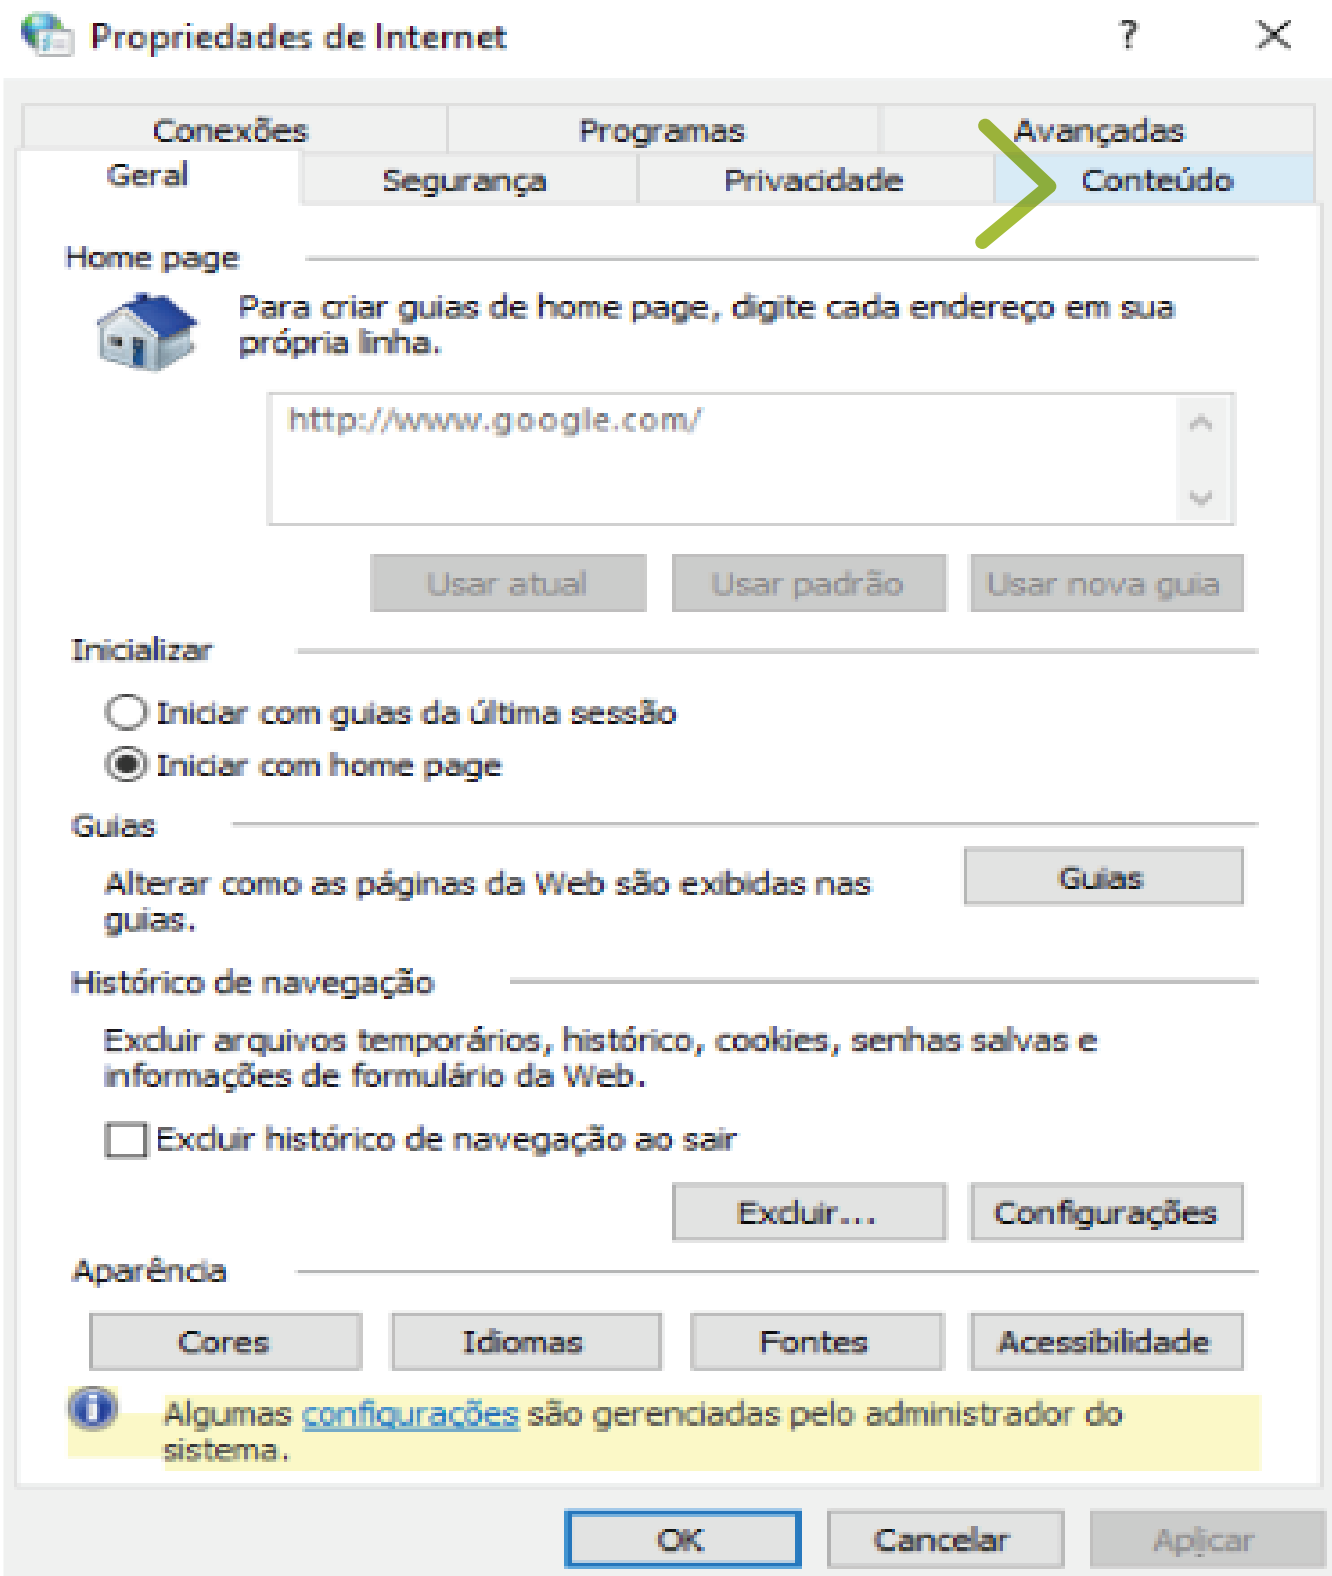 Propriedades de Internet ?
Conexões Programas Avançadas
Geral Segurança Privacidade Conteúdo
Home page
Para criar guias de home page, digite cada endereço em sua
própria linha.
http://www.google.com/
Usar atual Usar padrão Usar nova guia
Inicializar
Iniciar com guias da última sessão
Iniciar com home page
Guias
Alterar como as páginas da Web são exibidas nas
guias.
Guias
Histórico de navegação
Excluir arquivos temporários, histórico, cookies, senhas salvas e
informações de formulário da Web.
Excluir histórico de navegação ao sair
Excluir... Configurações
Aparência
Cores Idiomas Fontes Acessibilidade
Algumas configurações são gerenciadas pelo administrador do
sistema.
OK Cancelar Aplicar